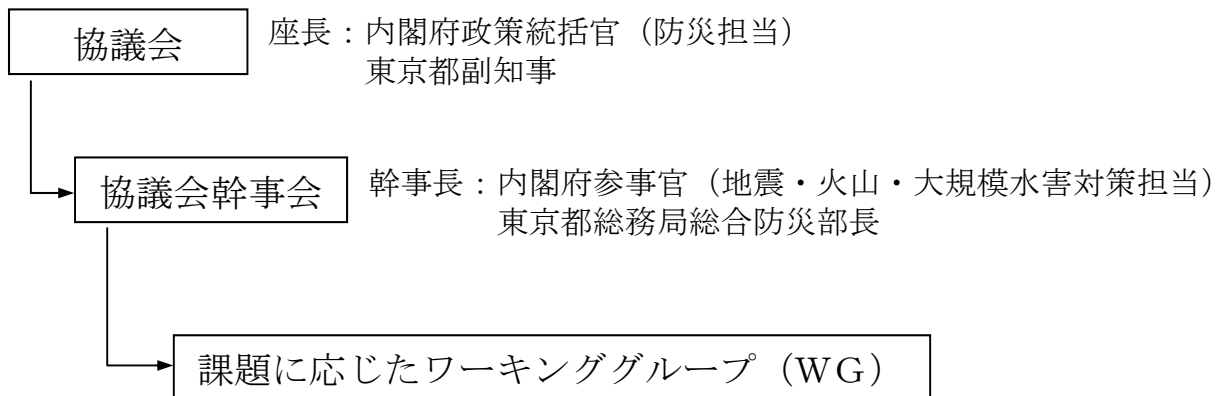 協議会
座長：内閣府政策統括官（防災担当）
東京都副知事
協議会幹事会
幹事長：内閣府参事官（地震・火山・大規模水害対策担当）
東京都総務局総合防災部長
課題に応じたワーキンググループ（ＷＧ）